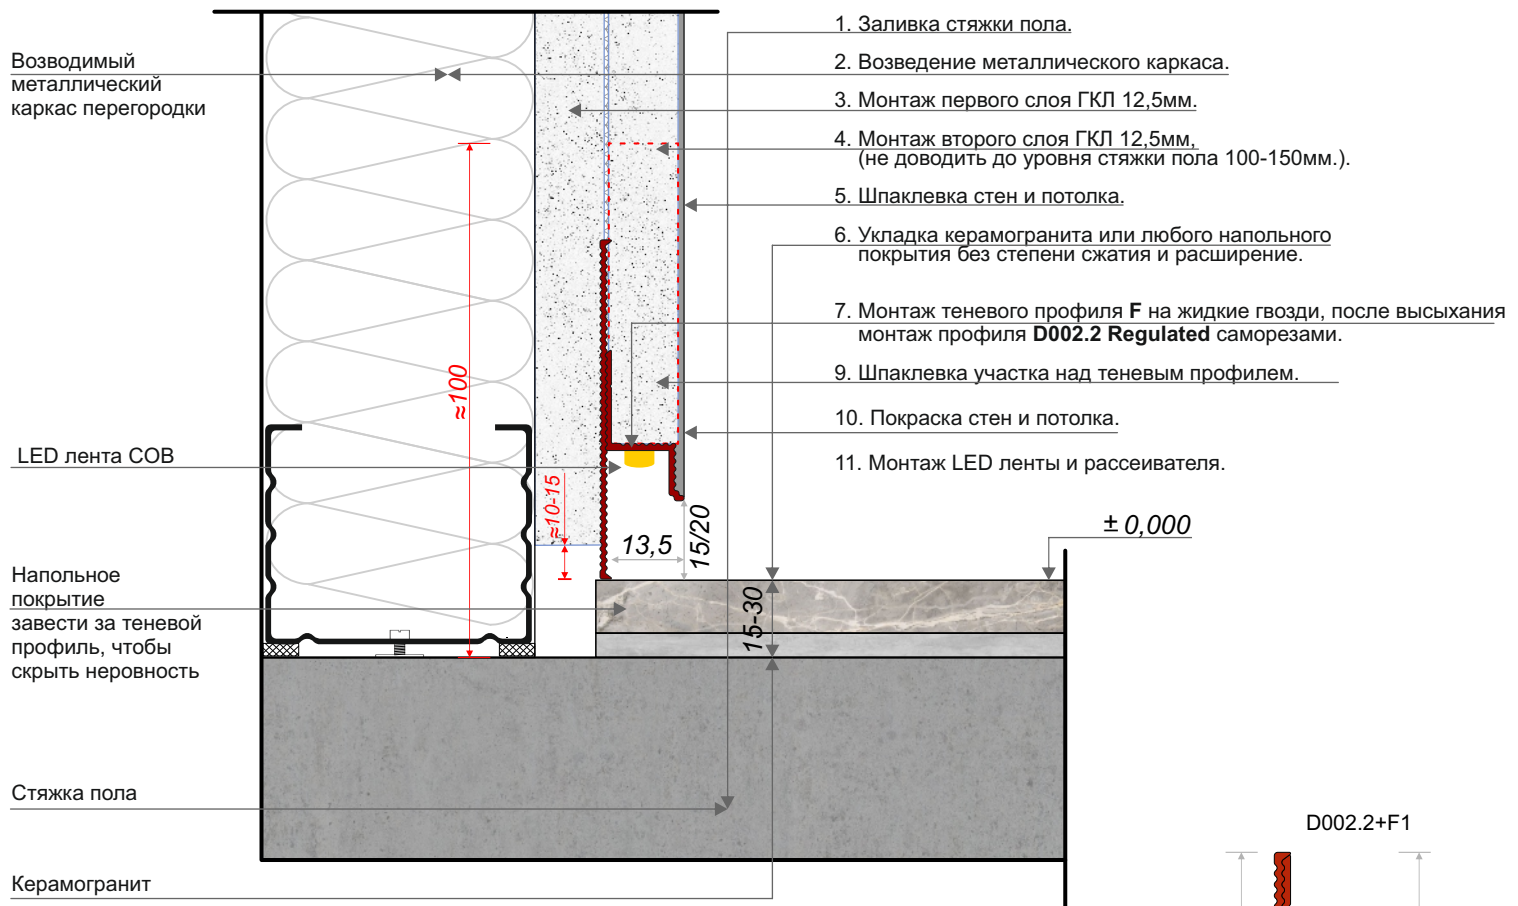 Возводимый
металлический
каркас перегородки
LED лента COB
Напольное
покрытие
завести за теневой
профиль, чтобы
скрыть неровность
Стяжка пола
Керамогранит
≈100
≈10-15
13,5
15/20
15-30
± 0,000
1. Заливка стяжки пола.
2. Возведение металлического каркаса.
3. Монтаж первого слоя ГКЛ 12,5мм.
4. Монтаж второго слоя ГКЛ 12,5мм,
(не доводить до уровня стяжки пола 100-150мм.).
5. Шпаклевка стен и потолка.
6. Укладка керамогранита или любого напольного
покрытия без степени сжатия и расширение.
7. Монтаж теневого профиля F на жидкие гвозди, после высыхания
монтаж профиля D002.2 Regulated саморезами.
9. Шпаклевка участка над теневым профилем.
10. Покраска стен и потолка.
11. Монтаж LED ленты и рассеивателя.
D002.2+F1